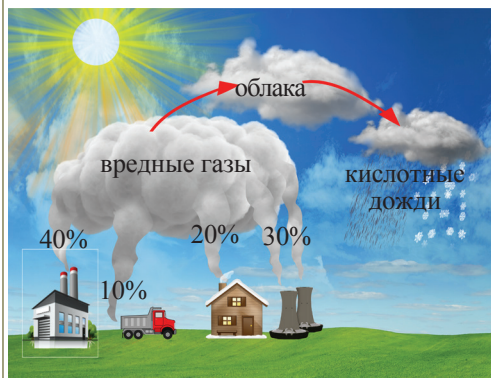 облака
вредные газы
кислотные
дожди
40%
10%
20%
30%